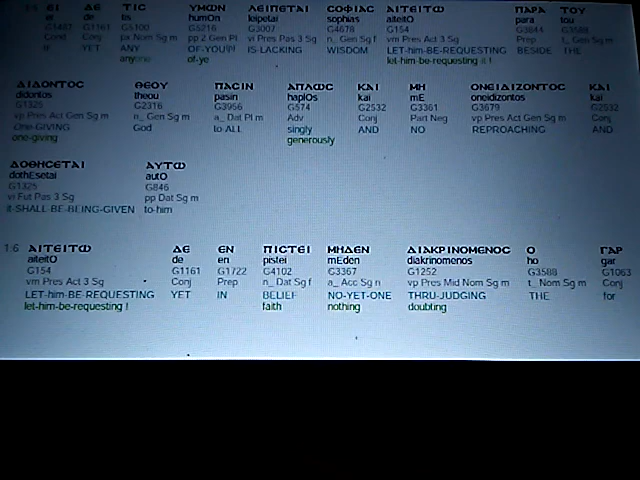 1:5 ΕΙ ΔΕ ΤΙϹ ΥΜѠΝ ΛΕΙΠΕΤΑΙ ϹΟΦΙΑϹ ΑΙΤΕΙΤѠ ΠΑΡΑ ΤΟΥ
ei de tis humOn leipetai sophias aiteitO para tou
G1487 G1161 G5100 G5216 G3007 G4678 G154 G3844 G3588
Cond Conj px Nom Sg m pp 2 Gen Pl vi Pres Pas 3 Sg n_ Gen Sg f vm Pres Act 3 Sg Prep t_ Gen Sg m
IF YET ANY OF-YOU(P) IS-LACKING WISDOM LET-him-BE-REQUESTING BESIDE THE
anyone of-ye let-him-be-requesting it !
ΔΙΔΟΝΤΟϹ ΘΕΟΥ ΠΑϹΙΝ ΑΠΛѠϹ ΚΑΙ ΜΗ ΟΝΕΙΔΙΖΟΝΤΟϹ ΚΑΙ
didontos theou pasin haplOs kai mE oneidizontos kai
G1325 G2316 G3956 G574 G2532 G3361 G3679 G2532
vp Pres Act Gen Sg m n_ Gen Sg m a_ Dat Pl m Adv Conj Part Neg vp Pres Act Gen Sg m Conj
One-GIVING God to-ALL singly AND NO REPROACHING AND
one-giving generously
ΔΟΘΗϹΕΤΑΙ ΑΥΤѠ
dothEsetai autO
G1325 G846
vi Fut Pas 3 Sg pp Dat Sg m
it-SHALL-BE-BEING-GIVEN to-him
1:6 ΑΙΤΕΙΤѠ ΔΕ ΕΝ ΠΙϹΤΕΙ ΜΗΔΕΝ ΔΙΑΚΡΙΝΟΜΕΝΟϹ Ο ΓΑΡ
aiteitO de en pistei mEden diakrinomenos ho gar
G154 G1161 G1722 G4102 G3367 G1252 G3588 G1063
vm Pres Act 3 Sg Conj Prep n_ Dat Sg f a_ Acc Sg n vp Pres Mid Nom Sg m t_ Nom Sg m Conj
LET-him-BE-REQUESTING YET IN BELIEF NO-YET-ONE THRU-JUDGING THE for
let-him-be-requesting ! faith nothing doubting